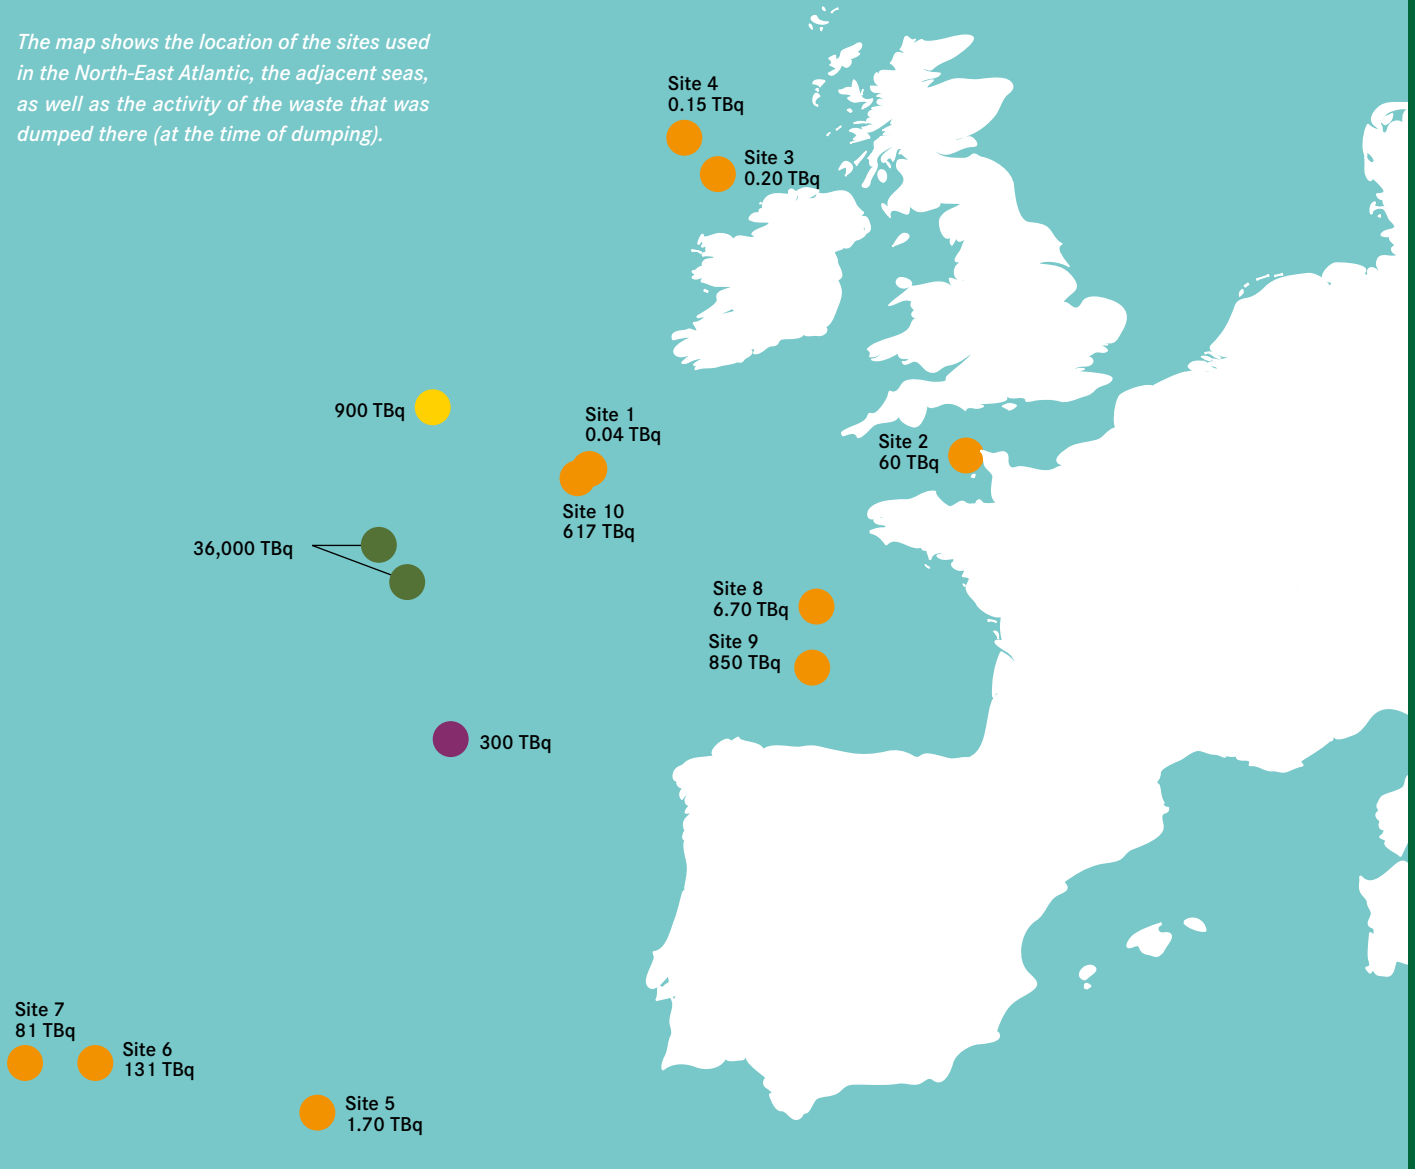 The map shows the location of the sites used
in the North-East Atlantic, the adjacent seas,
as well as the activity of the waste that was
dumped there (at the time of dumping).
Site 4
0.15 TBq
Site 3
0.20 TBq
900 TBq
Site 1
0.04 TBq
Site 2
60 TBq
Site 10
617 TBq
36,000 TBq
Site 8
6.70 TBq
Site 9
850 TBq
300 TBq
Site 7
81 TBq
Site 6
131 TBq
Site 5
1.70 TBq